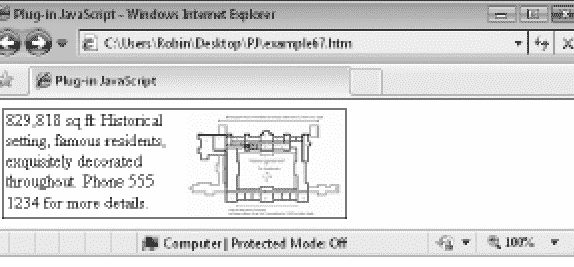 Plug-in JavaScript - Windows Internet Explorer
C:\Users\Robin\Desktop\PJ\example67.htm
Plug-in JavaScript
829,818 sq ft Historical
setting, famous residents,
exquisitely decorated
throughout. Phone 555
1234 for more details.
Computer | Protected Mode: Off
100%